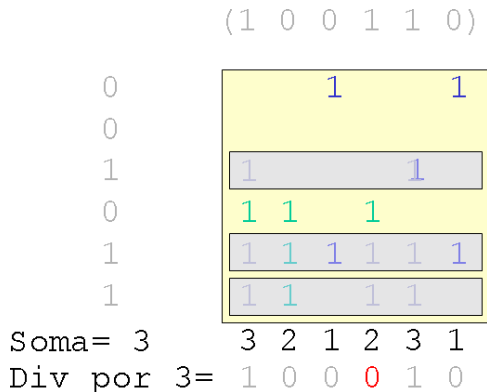 (1 0 0 1 1 0)
0 1 1
0
1 1 1
0 1 1 1
1 1 1 1 1 1 1
1 1 1 1 1
Soma= 3 3 2 1 2 3 1
Div por 3= 1 0 0 0 1 0